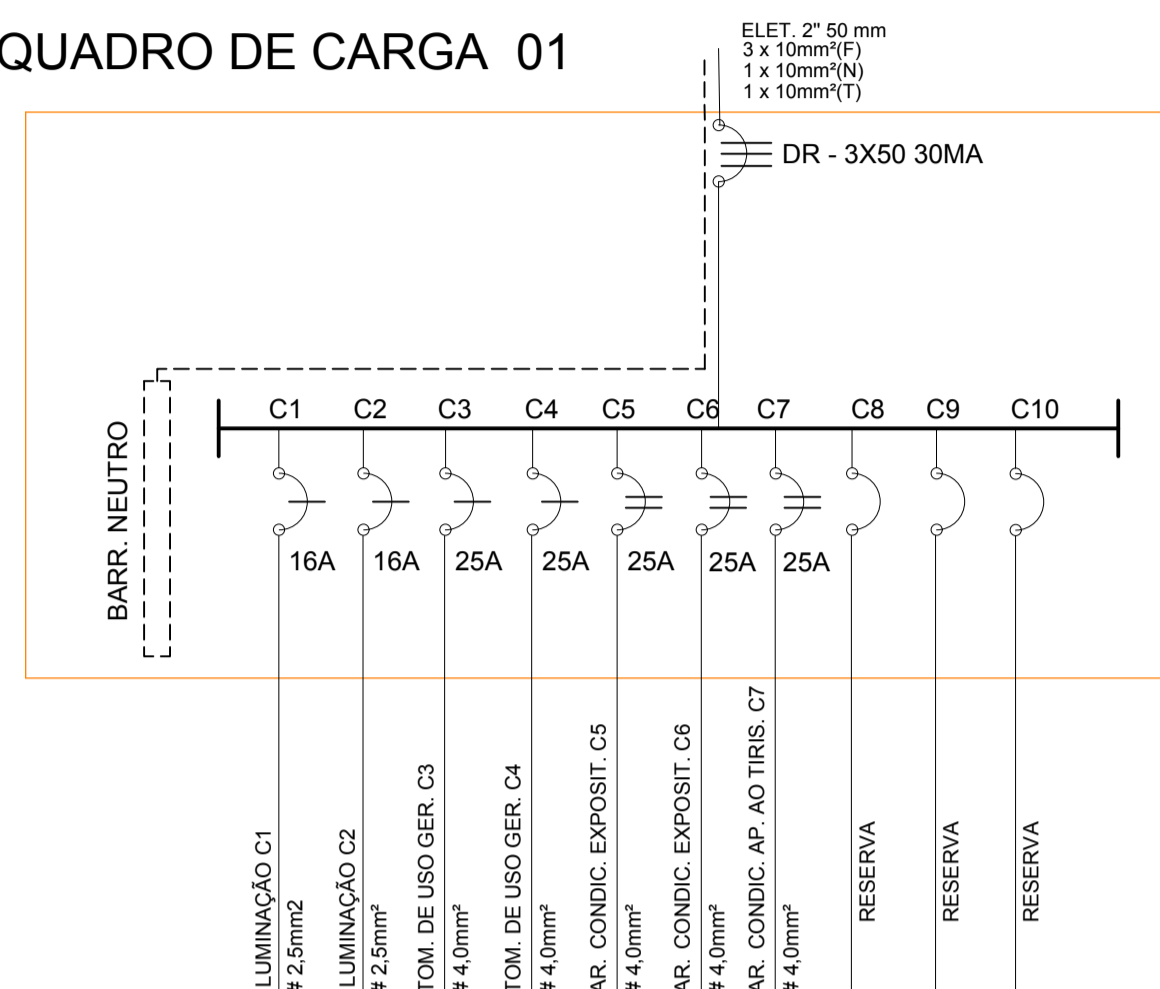 QUADRO DE CARGA 01
ELET. 2" 50 mm
3 x 10mm²(F)
1 x 10mm²(N)
1 x 10mm²(T)
DR - 3X50 30MA
BARR. NEUTRO
C1 C2 C3 C4 C5 C6 C7 C8 C9 C10
16A 16A 25A 25A 25A 25A 25A
LUMINAÇÃO C1
# 2,5mm2
LUMINAÇÃO C2
# 2,5mm²
TOM. DE USO GER. C3
# 4,0mm²
TOM. DE USO GER. C4
# 4,0mm²
AR. CONDIC. EXPOSIT. C5
# 4,0mm²
AR. CONDIC. EXPOSIT. C6
# 4,0mm²
AR. CONDIC. AP. AO TIRIS. C7
# 4,0mm²
RESERVA
RESERVA
RESERVA